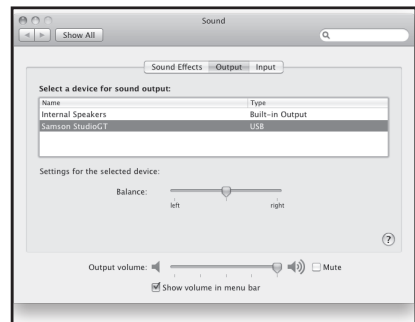 Sound
Show All
Sound Effects Output Input
Select a device for sound output:
Name Type
Internal Speakers Built-in Output
Samson StudioGT USB
Settings for the selected device:
Balance:
left right
?
Output volume: Mute
Show volume in menu bar